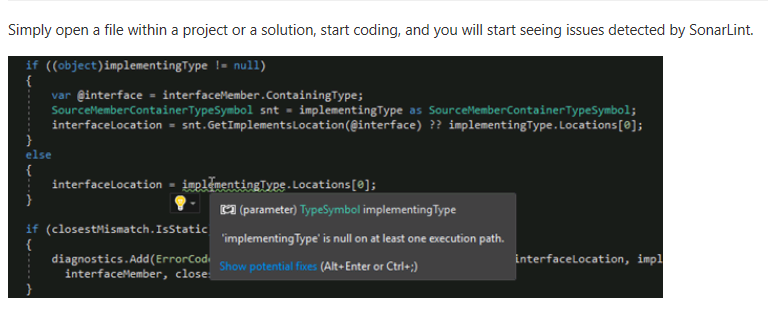 Simply open a file within a project or a solution, start coding, and you will start seeing issues detected by SonarLint.
if ((object)implementingType != null)
{
var @interface = interfaceMember.ContainingType;
SourceMemberContainerTypeSymbol snt = implementingType as SourceMemberContainerTypeSymbol;
interfaceLocation = snt.GetImplementsLocation(@interface) ?? implementingType.Locations[0];
}
else
{
interfaceLocation = implementingType.Locations[0];
}
(parameter) TypeSymbol implementingType
if (closestMismatch.IsStatic
'implementingType' is null on at least one execution path.
{
diagnostics.Add(ErrorCod interfaceLocation, impl
Show potential fixes (Alt+Enter or Ctrl+;)
interfaceMember, close
}